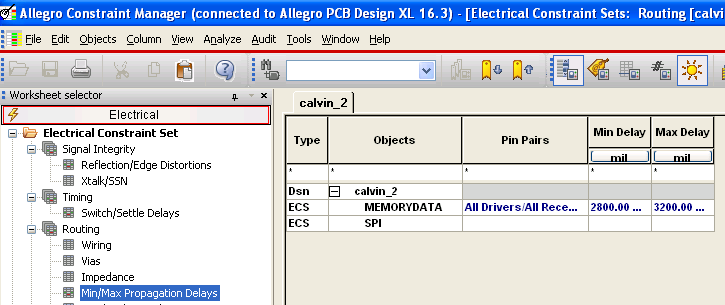 Allegro Constraint Manager (connected to Allegro PCB Design XL 16.3) - [Electrical Constraint Sets: Routing [calvi
File Edit Objects Column View Analyze Audit Tools Window Help
Worksheet selector
Electrical
Electrical Constraint Set
Signal Integrity
Reflection/Edge Distortions
Xtalk/SSN
Timing
Switch/Settle Delays
Routing
Wiring
Vias
Impedance
Min/Max Propagation Delays
calvin_2
Type Objects Pin Pairs Min Delay Max Delay
mil mil
* * * * *
Dsn calvin_2
ECS MEMORYDATA All Drivers/All Rece... 2800.00 ... 3200.00 ...
ECS SPI